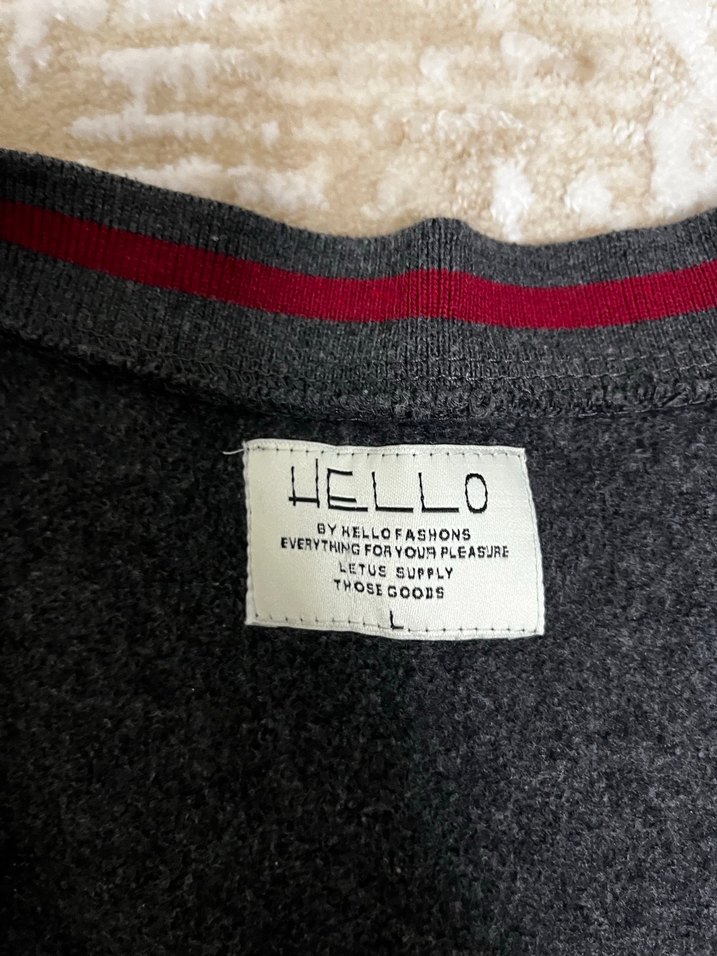 HELLO
BY HELLO FASHONS
EVERYTHING FOR YOUR PLEASURE
LETUS SUPPLY
THOSE GOODS
L